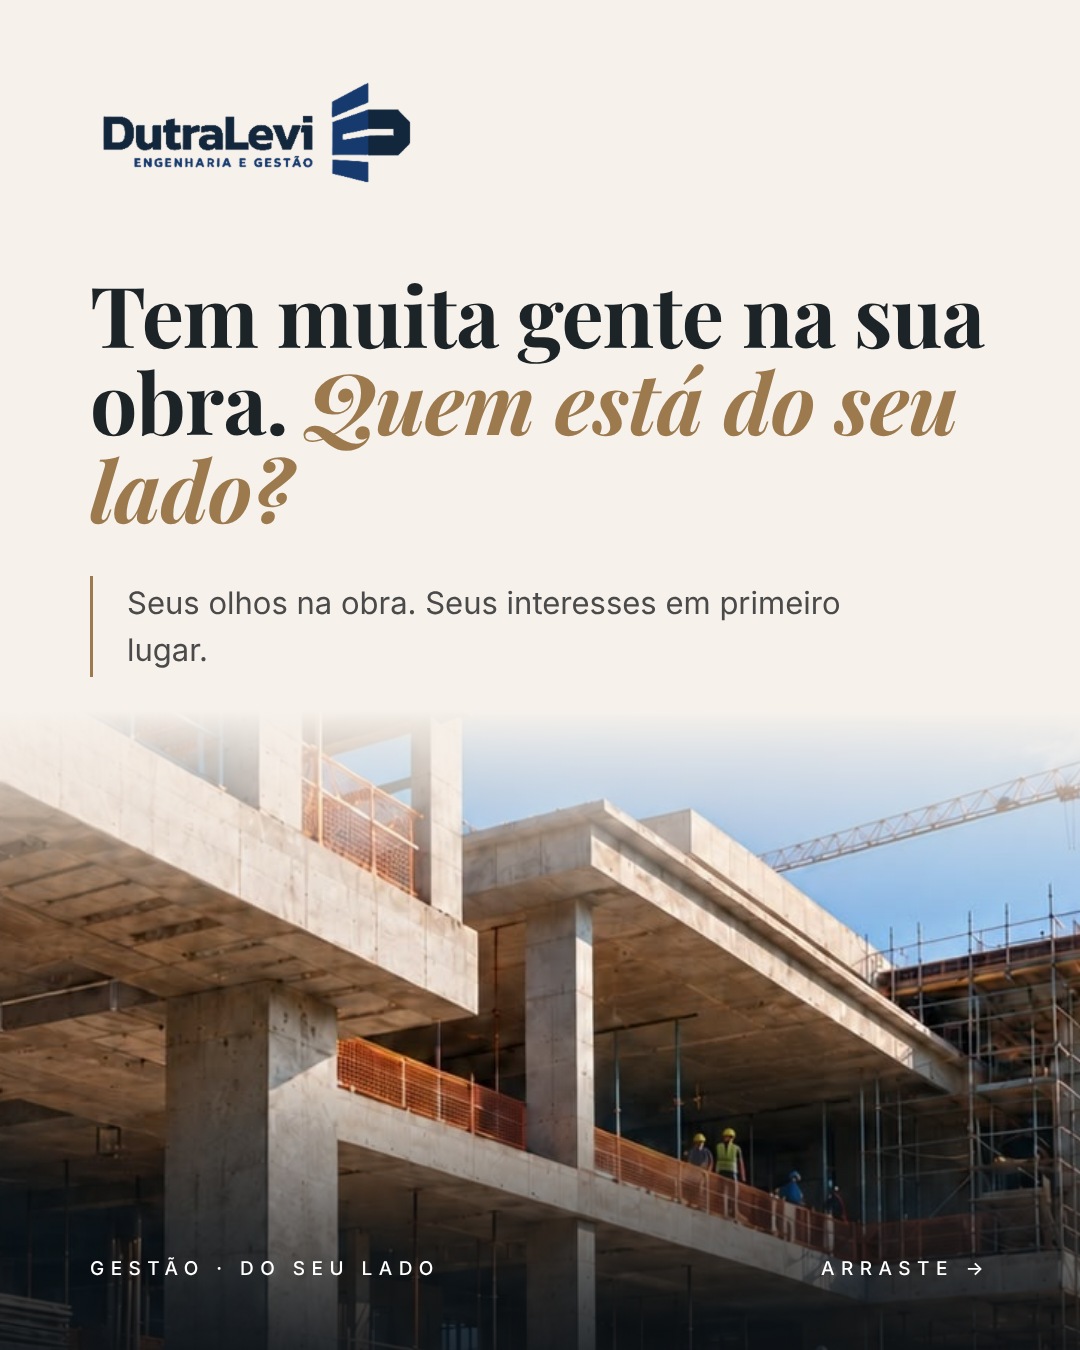 DutraLevi
ENGENHARIA E GESTÃO
Tem muita gente na sua
obra. Quem está do seu
lado?
Seus olhos na obra. Seus interesses em primeiro
lugar.
GESTÃO · DO SEU LADO
ARRASTE →